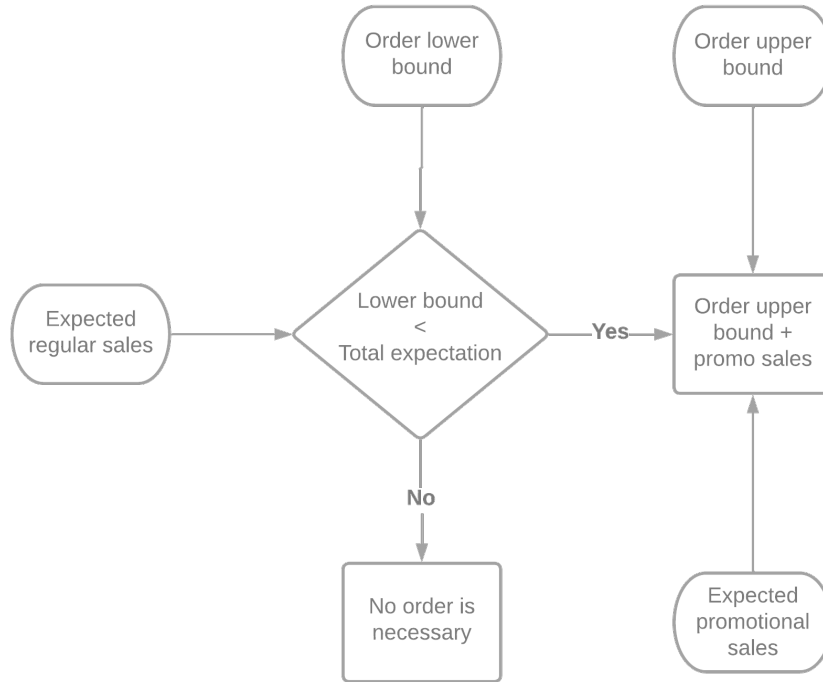 Order lower
bound
Order upper
bound
Expected
regular sales
Lower bound
<
Total expectation
Yes
Order upper
bound +
promo sales
No
No order is
necessary
Expected
promotional
sales